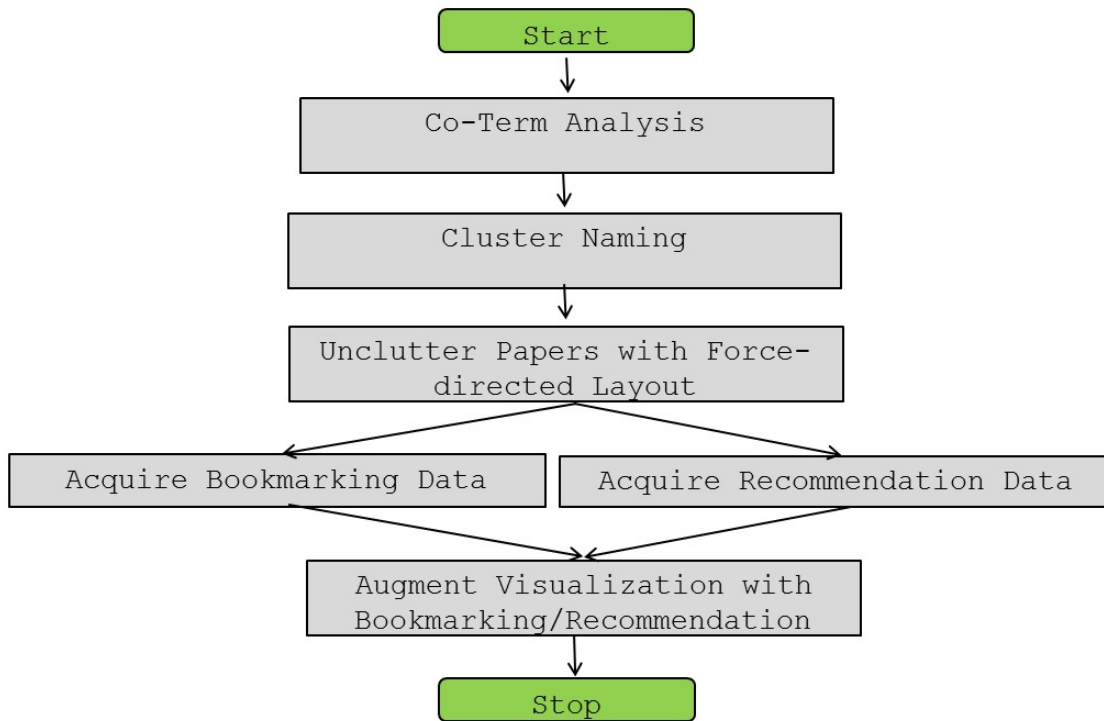 Start
Co-Term Analysis
Cluster Naming
Unclutter Papers with Force-
directed Layout
Acquire Bookmarking Data
Acquire Recommendation Data
Augment Visualization with
Bookmarking/Recommendation
Stop